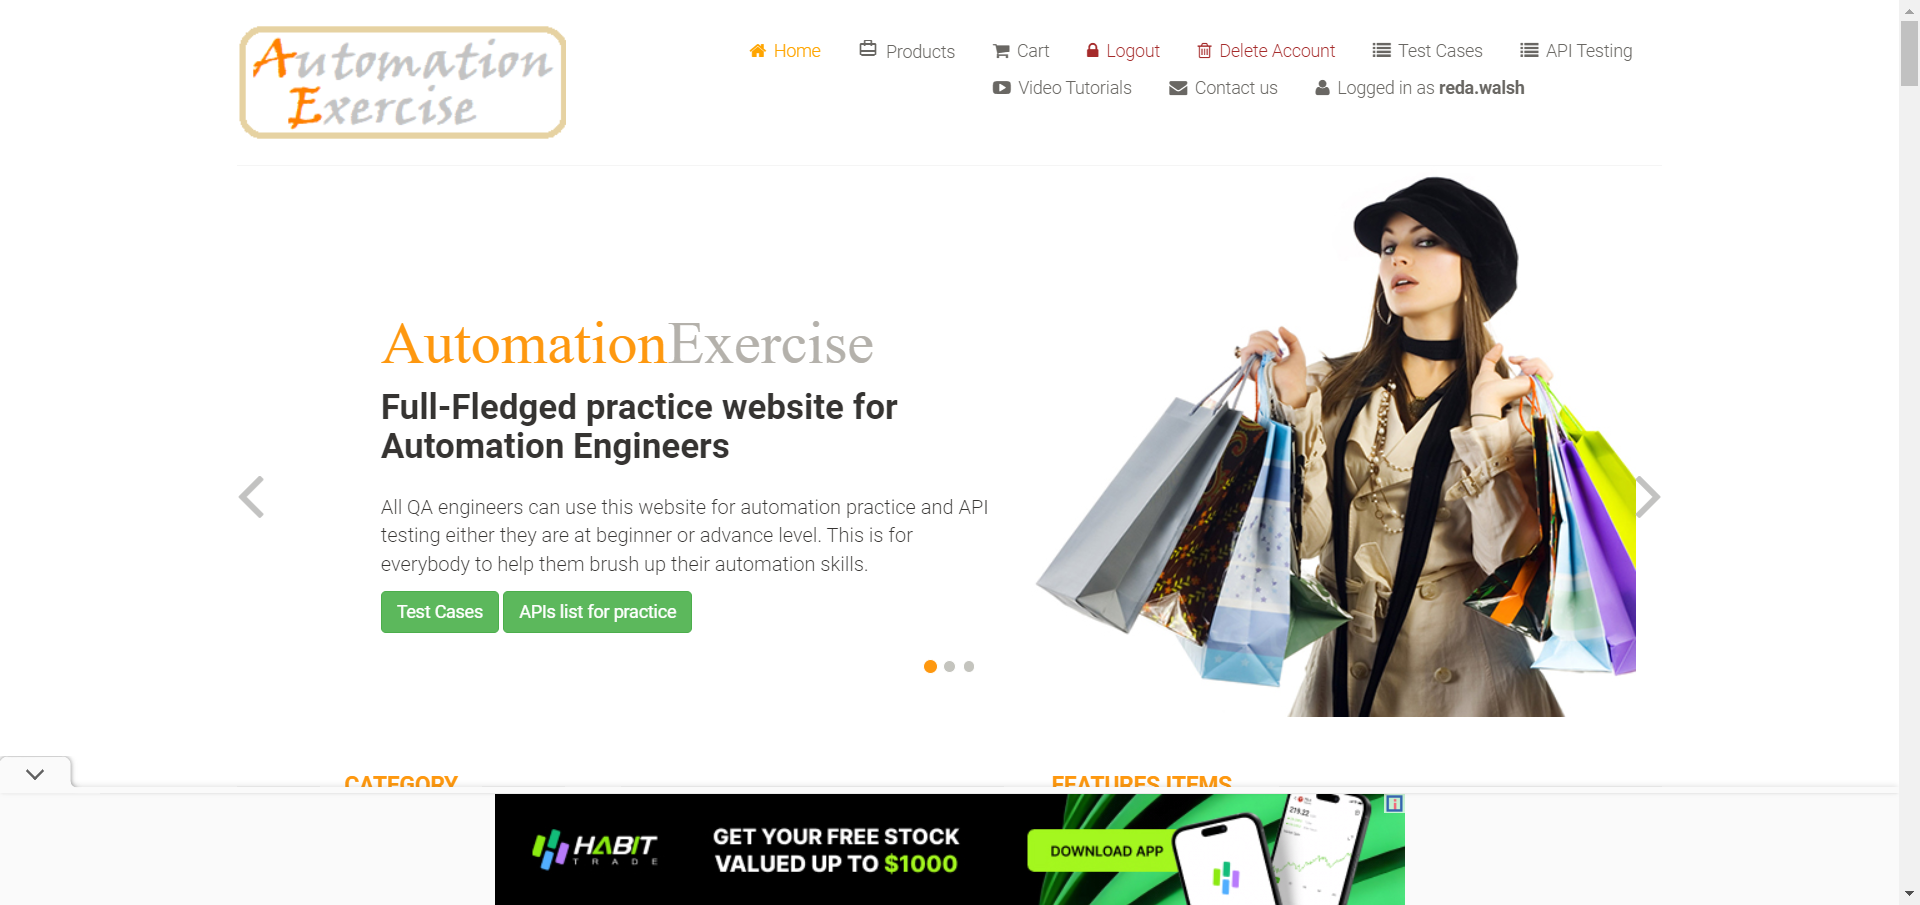 Automation
Exercise
Home
Products
Cart
Logout
Delete Account
Test Cases
API Testing
Video Tutorials
Contact us
Logged in as reda.walsh
AutomationExercise
Full-Fledged practice website for
Automation Engineers
All QA engineers can use this website for automation practice and API
testing either they are at beginner or advance level. This is for
everybody to help them brush up their automation skills.
Test Cases
APIs list for practice
CATEGORY
FEATURES ITEMS
HABIT
TRADE
GET YOUR FREE STOCK
VALUED UP TO $1000
DOWNLOAD APP
219.22